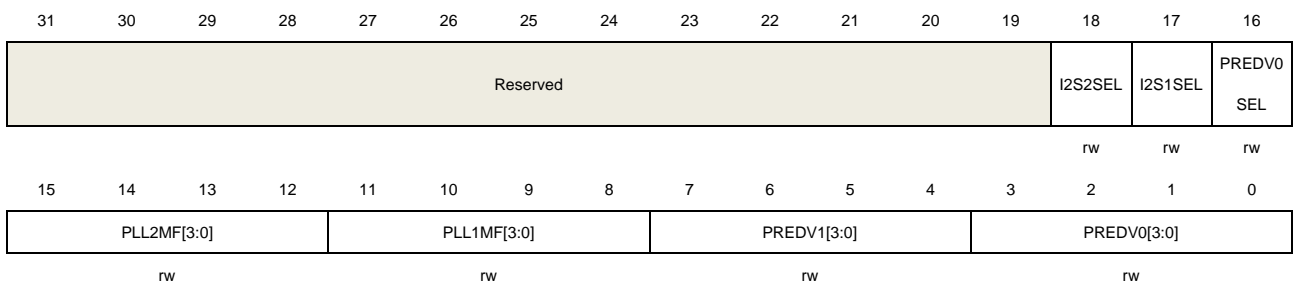 31 30 29 28 27 26 25 24 23 22 21 20 19 18 17 16
Reserved I2S2SEL I2S1SEL PREDV0
SEL
rw rw rw
15 14 13 12 11 10 9 8 7 6 5 4 3 2 1 0
PLL2MF[3:0] PLL1MF[3:0] PREDV1[3:0] PREDV0[3:0]
rw rw rw rw